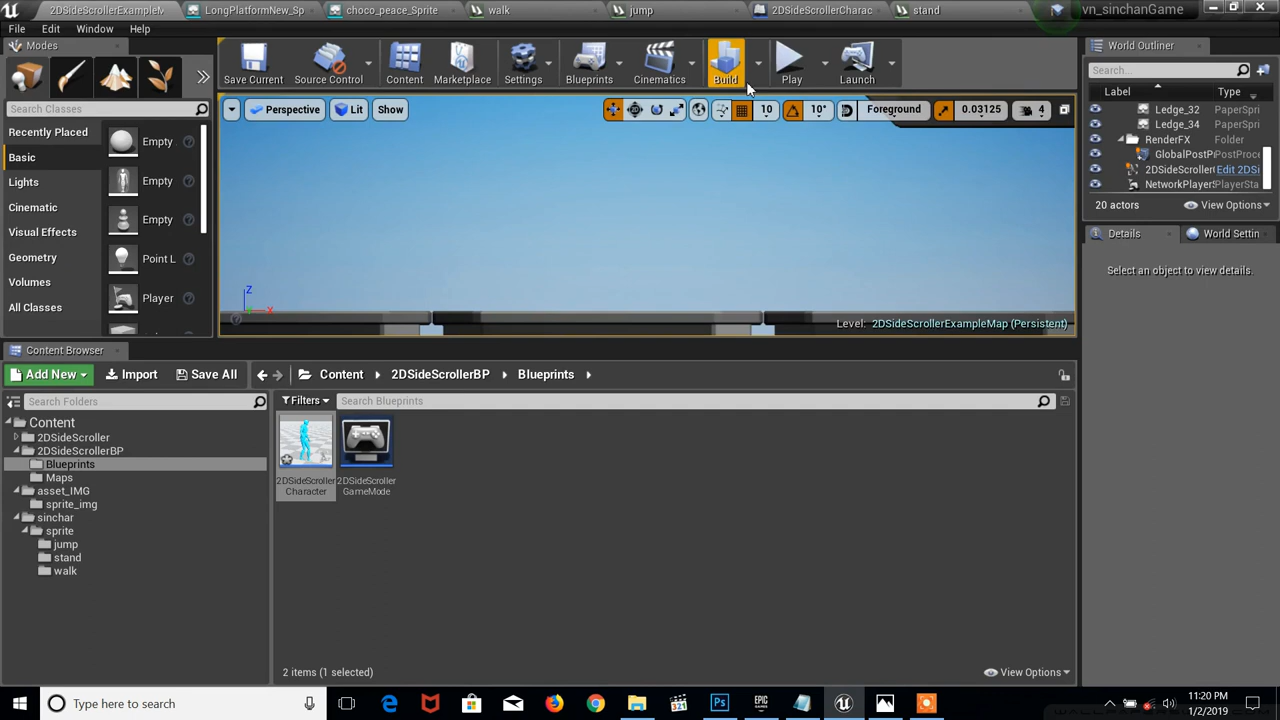 2DSideScrollerExampleM
LongPlatformNew_Sp
choco_peace_Sprite
walk
jump
2DSideScrollerCharac
stand
vn_sinchanGame
File Edit Window Help
Modes
Search Classes
Recently Placed
Basic
Lights
Cinematic
Visual Effects
Geometry
Volumes
All Classes
Empty
Empty
Empty
Point L
Player
Save Current
Source Control
Content
Marketplace
Settings
Blueprints
Cinematics
Build
Play
Launch
Perspective
Lit
Show
10
10°
Foreground
0.03125
4
Z
X
Level: 2DSideScrollerExampleMap (Persistent)
World Outliner
Search...
Label Type
Ledge_32 PaperSpri
Ledge_34 PaperSpri
RenderFX Folder
GlobalPostP PostProce
2DSideScroller Edit 2DSi
NetworkPlayerS PlayerSta
20 actors
View Options
Details
World Settin
Select an object to view details.
Content Browser
Add New
Import
Save All
Content
2DSideScrollerBP
Blueprints
Search Folders
Filters
Search Blueprints
Content
2DSideScroller
2DSideScrollerBP
Blueprints
Maps
asset_IMG
sprite_img
sinchar
sprite
jump
stand
walk
2DSideScroller
Character
2DSideScroller
GameMode
2 items (1 selected)
View Options
Type here to search
11:20 PM
1/2/2019